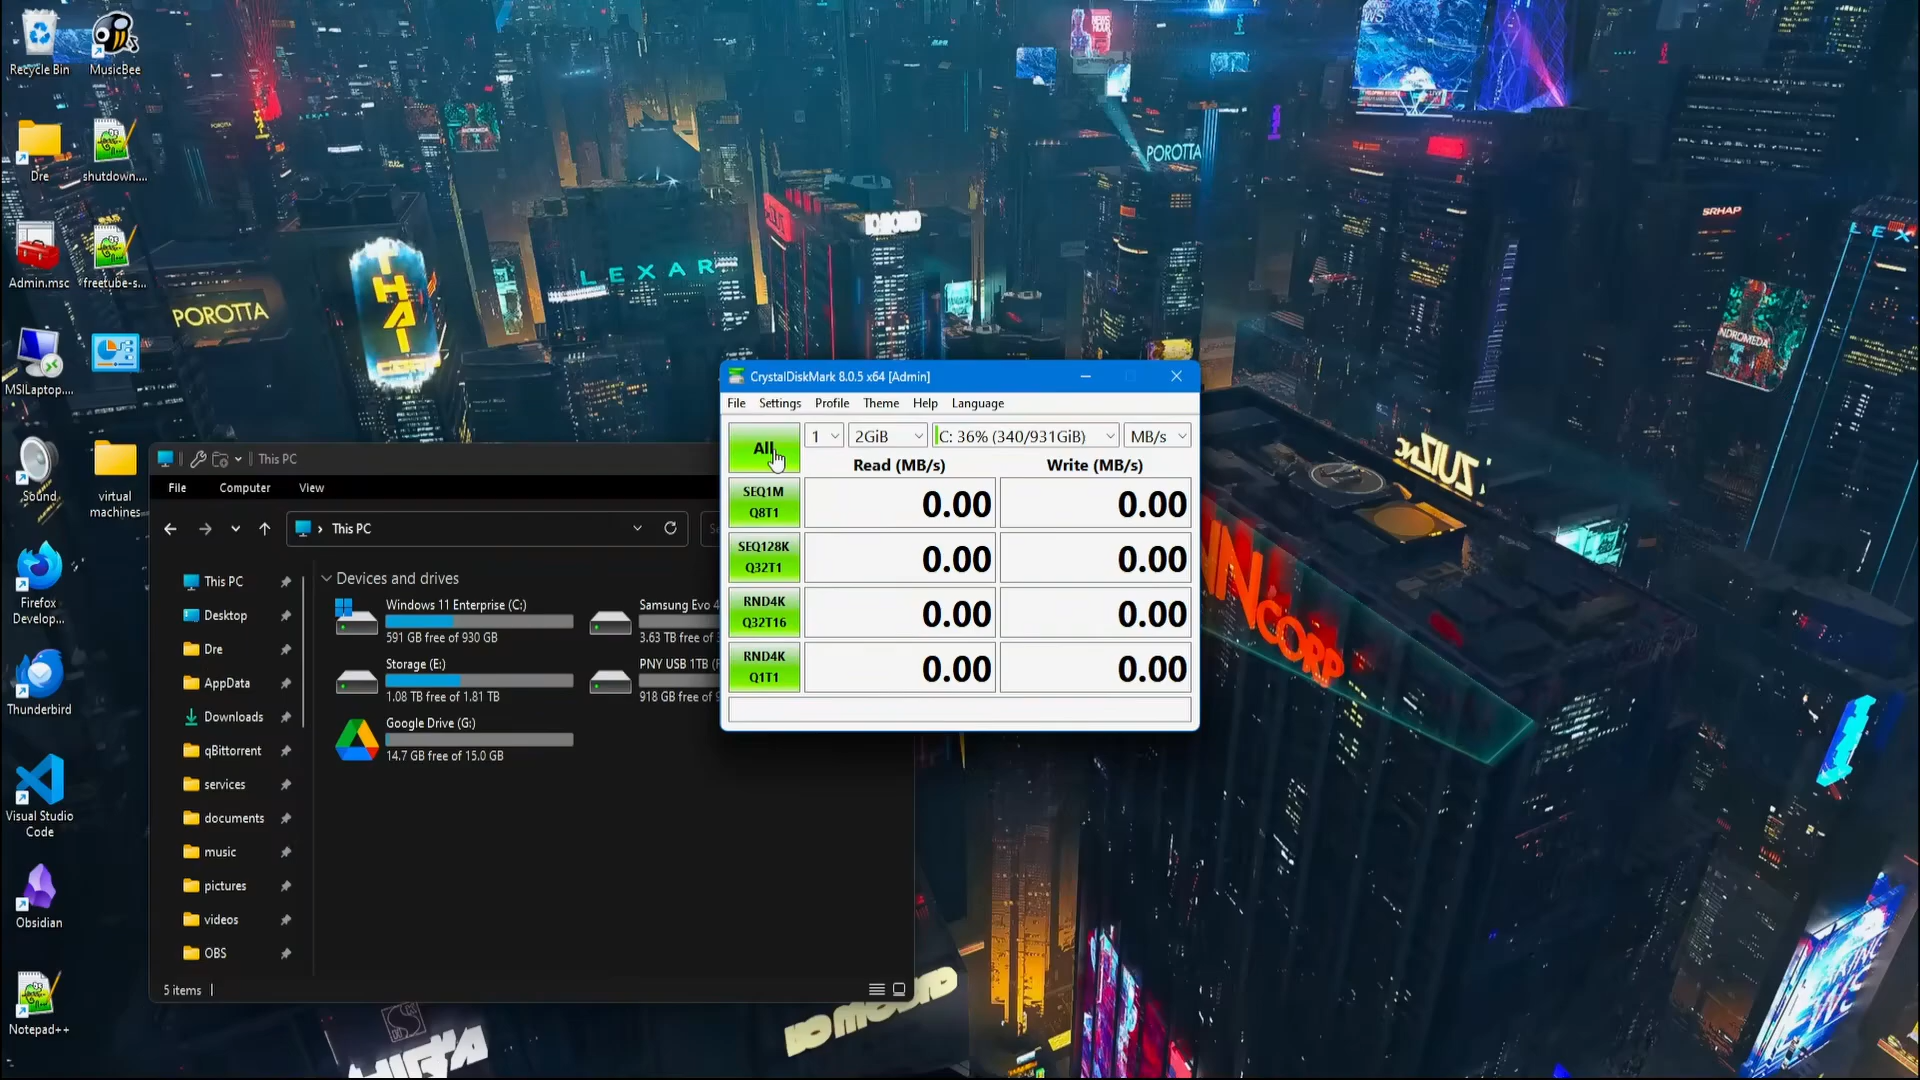 Recycle Bin
MusicBee
Dre
shutdown....
Admin.msc
freetube-s...
MSILaptop....
Sound
virtual
machines
Firefox
Develop...
Thunderbird
Visual Studio
Code
Obsidian
Notepad++
POROTTA
THAI
LEXAR
POROTTA
SRHAP
LEX
NDROMEDA
CORP
CrystalDiskMark 8.0.5 x64 [Admin]
File Settings Profile Theme Help Language
All
1 2GiB C: 36% (340/931GiB) MB/s
Read (MB/s) Write (MB/s)
SEQ1M
Q8T1
0.00 0.00
SEQ128K
Q32T1
0.00 0.00
RND4K
Q32T16
0.00 0.00
RND4K
Q1T1
0.00 0.00
This PC
File Computer View
This PC
This PC
Desktop
Dre
AppData
Downloads
qBittorrent
services
documents
music
pictures
videos
OBS
Devices and drives
Windows 11 Enterprise (C:)
591 GB free of 930 GB
Samsung Evo 4
3.63 TB free of
Storage (E:)
1.08 TB free of 1.81 TB
PNY USB 1TB (
918 GB free of
Google Drive (G:)
14.7 GB free of 15.0 GB
5 items